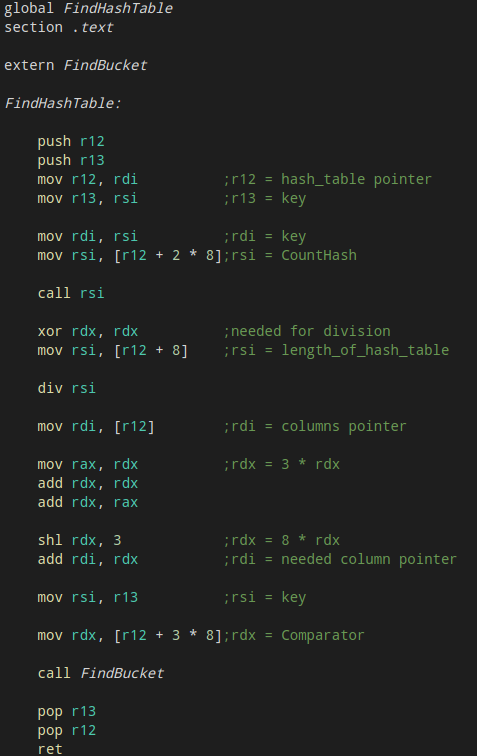 global FindHashTable
section .text
extern FindBucket
FindHashTable:
push r12
push r13
mov r12, rdi ;r12 = hash_table pointer
mov r13, rsi ;r13 = key
mov rdi, rsi ;rdi = key
mov rsi, [r12 + 2 * 8];rsi = CountHash
call rsi
xor rdx, rdx ;needed for division
mov rsi, [r12 + 8] ;rsi = length_of_hash_table
div rsi
mov rdi, [r12] ;rdi = columns pointer
mov rax, rdx ;rdx = 3 * rdx
add rdx, rdx
add rdx, rax
shl rdx, 3 ;rdx = 8 * rdx
add rdi, rdx ;rdi = needed column pointer
mov rsi, r13 ;rsi = key
mov rdx, [r12 + 3 * 8];rdx = Comparator
call FindBucket
pop r13
pop r12
ret